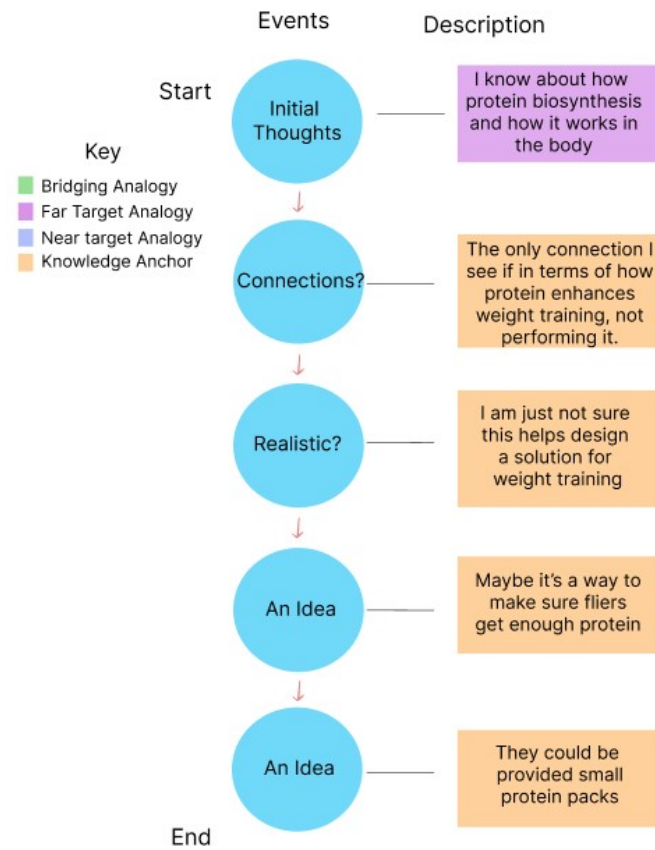 Events
Description
Start
Initial
Thoughts
I know about how
protein biosynthesis
and how it works in
the body
Key
Bridging Analogy
Far Target Analogy
Near target Analogy
Knowledge Anchor
Connections?
The only connection I
see if in terms of how
protein enhances
weight training, not
performing it.
Realistic?
I am just not sure
this helps design
a solution for
weight training
An Idea
Maybe it's a way to
make sure fliers
get enough protein
An Idea
They could be
provided small
protein packs
End